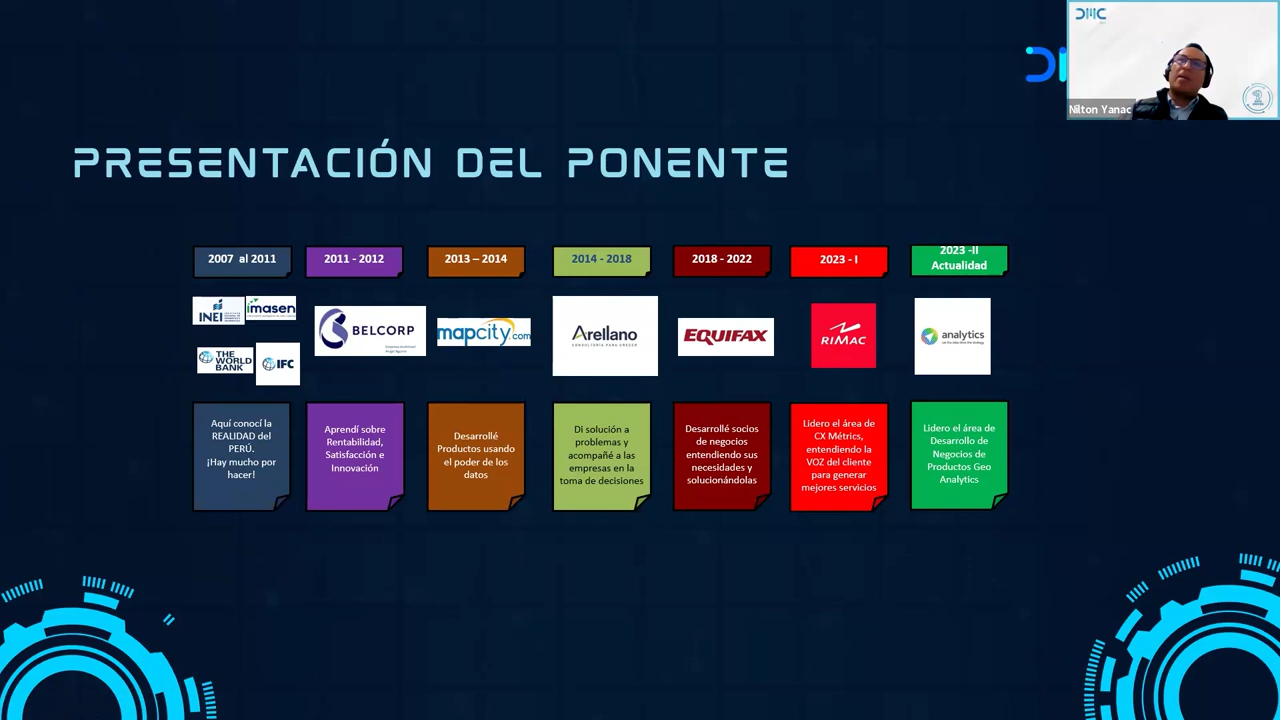 DMC
Nilton Yanac
PRESENTACIÓN DEL PONENTE
2007 al 2011
2011 - 2012
2013 – 2014
2014 - 2018
2018 - 2022
2023 - I
2023 -II
Actualidad
INEI
imasen
THE
WORLD
BANK
IFC
BELCORP
mapcity.com
Arellano
CONSULTORÍA PARA CRECER
EQUIFAX
RIMAC
analytics
Aquí conocí la
REALIDAD del
PERÚ.
¡Hay mucho por
hacer!
Aprendí sobre
Rentabilidad,
Satisfacción e
Innovación
Desarrollé
Productos usando
el poder de los
datos
Di solución a
problemas y
acompañé a las
empresas en la
toma de decisiones
Desarrollé socios
de negocios
entendiendo sus
necesidades y
solucionándolas
Lidero el área de
CX Métrics,
entendiendo la
VOZ del cliente
para generar
mejores servicios
Lidero el área de
Desarrollo de
Negocios de
Productos Geo
Analytics